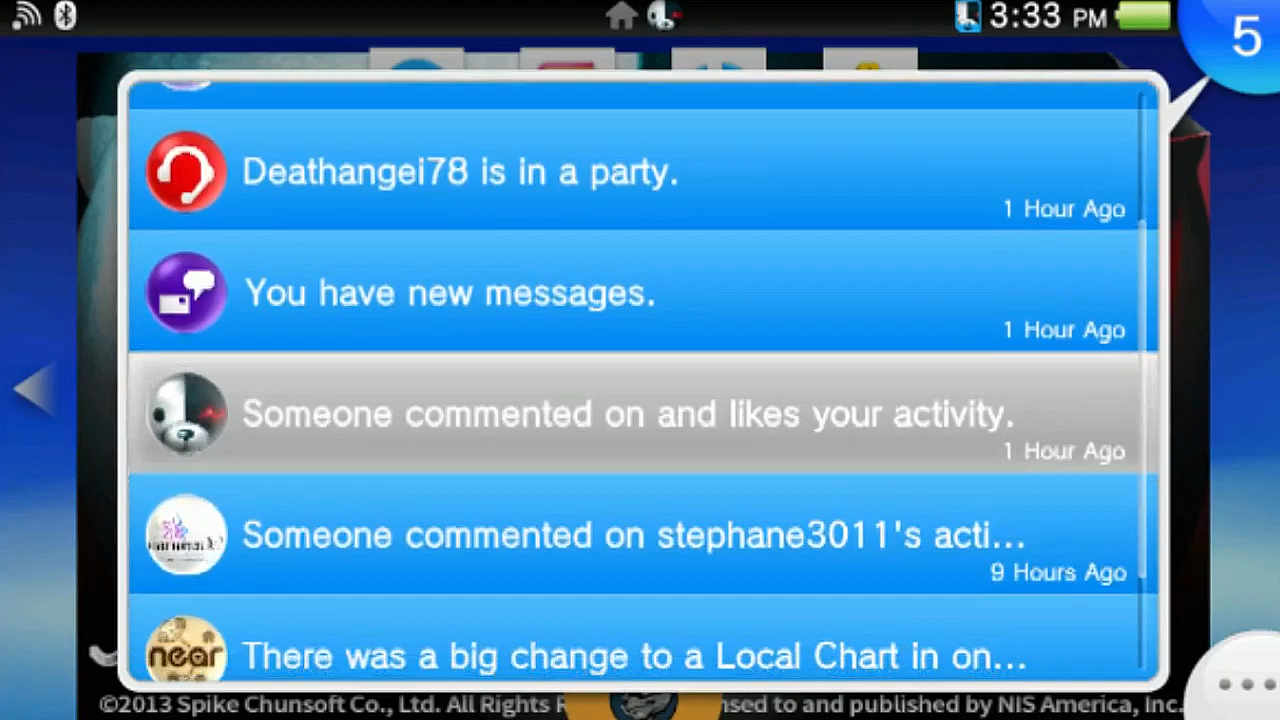 3:33 PM
5
Deathangei78 is in a party.
1 Hour Ago
You have new messages.
1 Hour Ago
Someone commented on and likes your activity.
1 Hour Ago
Someone commented on stephane3011's acti...
9 Hours Ago
near
There was a big change to a Local Chart in on...
©2013 Spike Chunsoft Co., Ltd. All Rights
and published by NIS America, Inc.